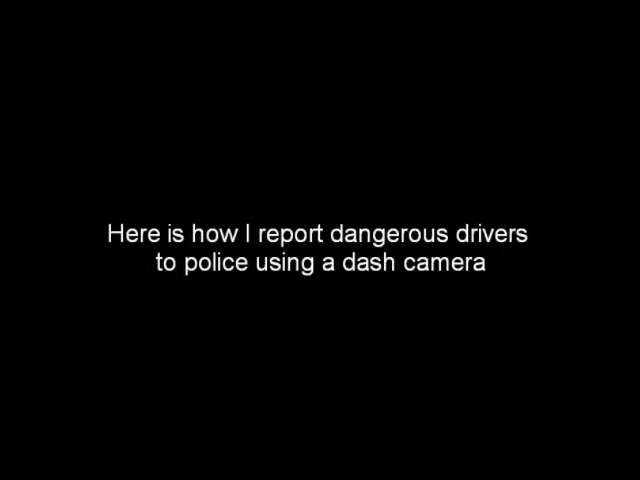 Here is how I report dangerous drivers
to police using a dash camera